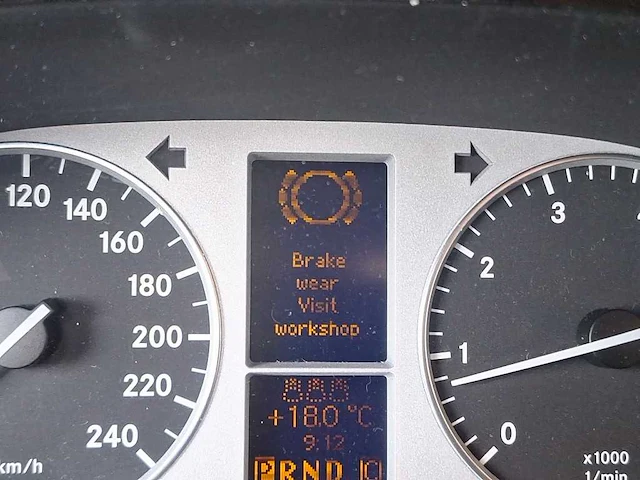 120
140
160
180
200
220
240
km/h
Brake
wear
Visit
workshop
+18.0 °C
9:12
P R N D C
3
2
1
0
x1000
1/min